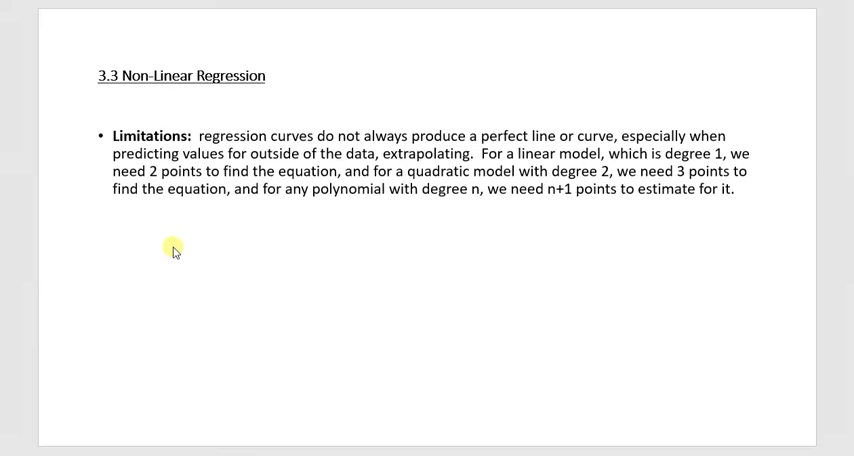 3.3 Non-Linear Regression
• Limitations:  regression curves do not always produce a perfect line or curve, especially when
predicting values for outside of the data, extrapolating.  For a linear model, which is degree 1, we
need 2 points to find the equation, and for a quadratic model with degree 2, we need 3 points to
find the equation, and for any polynomial with degree n, we need n+1 points to estimate for it.